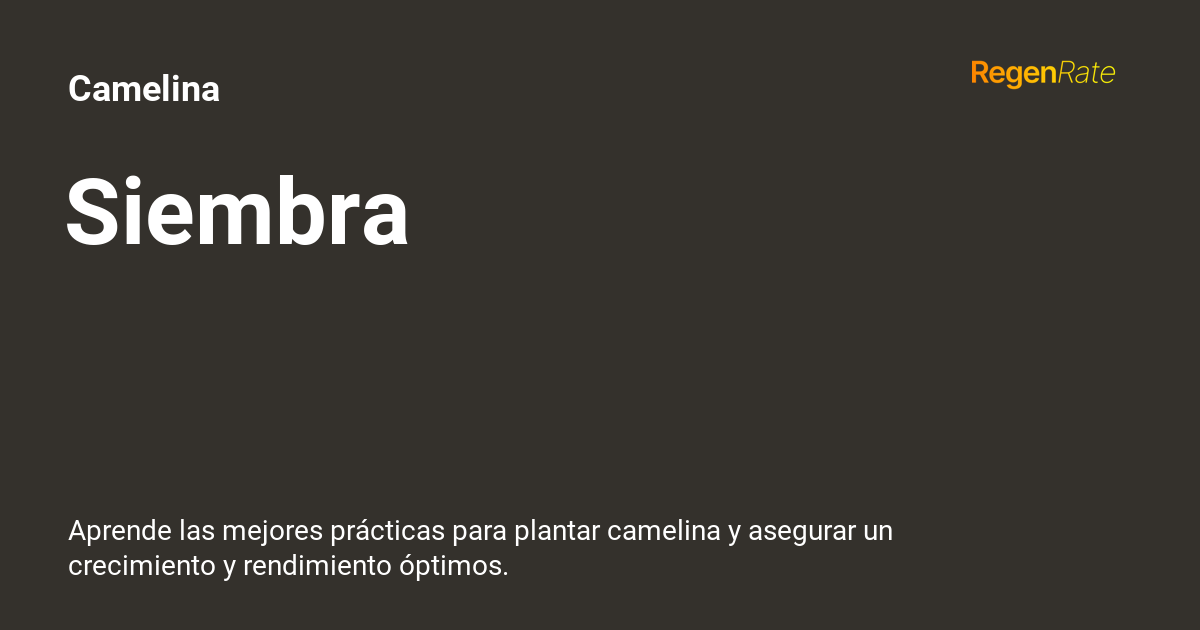 Camelina
RegenRate
Siembra
Aprende las mejores prácticas para plantar camelina y asegurar un
crecimiento y rendimiento óptimos.